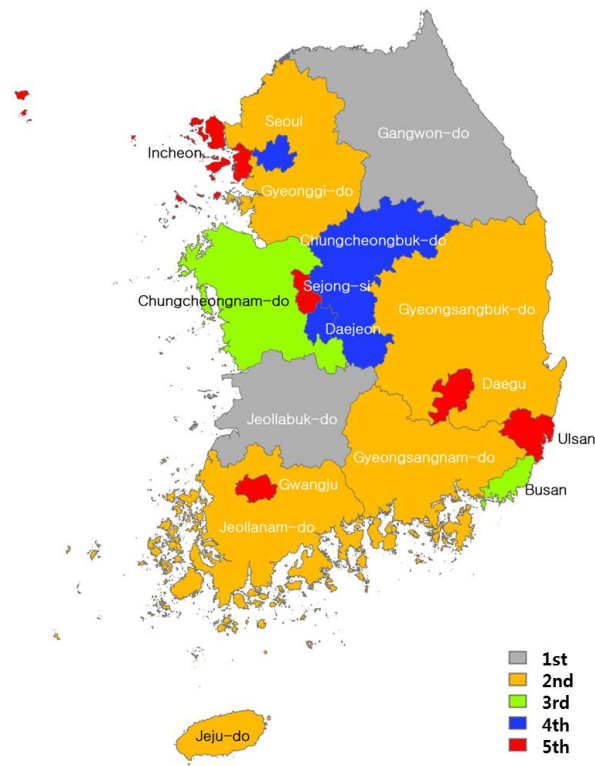 Seoul
Gangwon-do
Incheon
Gyeonggi-do
Chungcheongbuk-do
Sejong-si
Chungcheongnam-do
Gyeongsangbuk-do
Daejeon
Daegu
Jeollabuk-do
Ulsan
Gyeongsangnam-do
Gwangju
Busan
Jeollanam-do
1st
2nd
3rd
4th
5th
Jeju-do